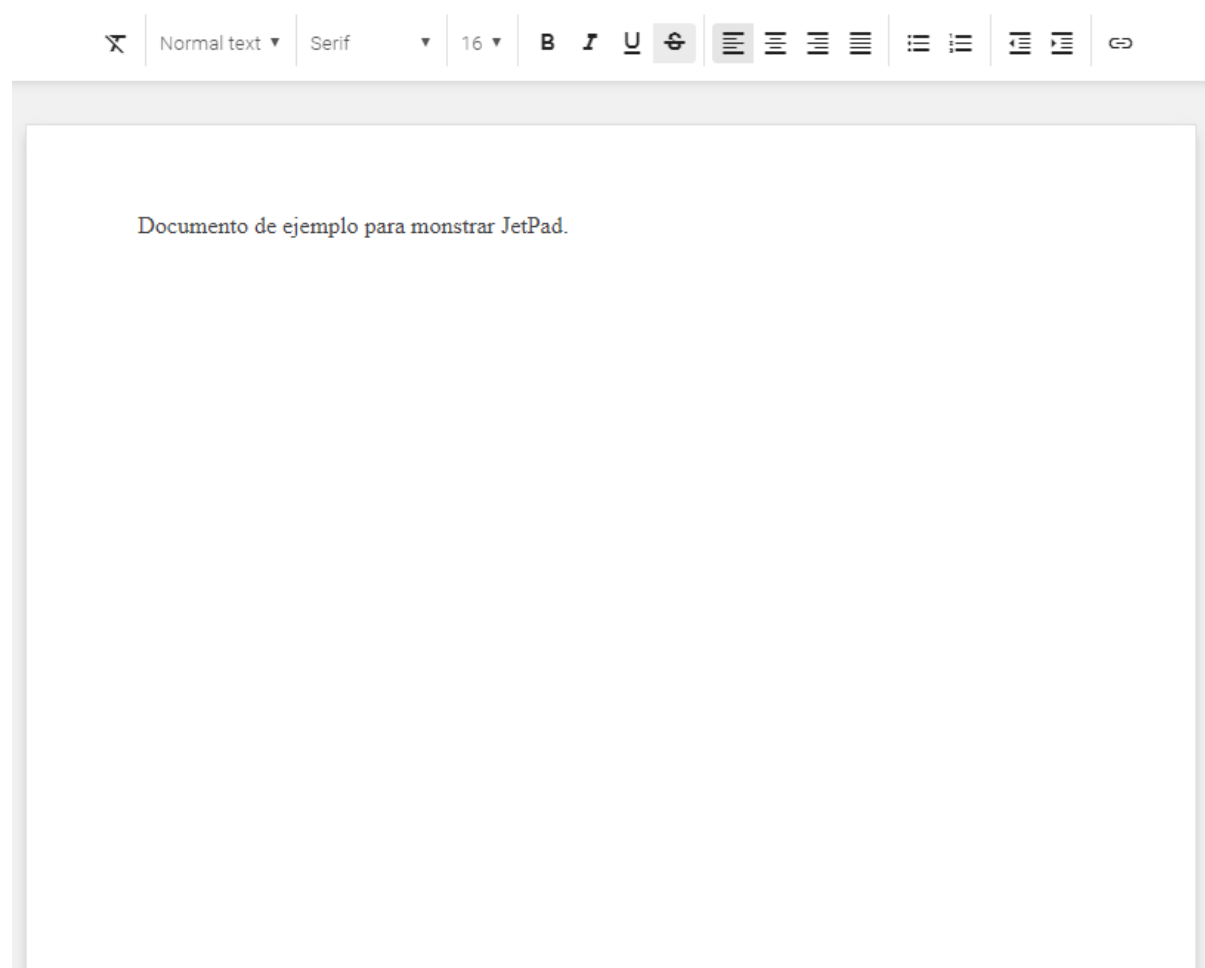 Normal text Serif 16 B I U S
Documento de ejemplo para monstrar JetPad.